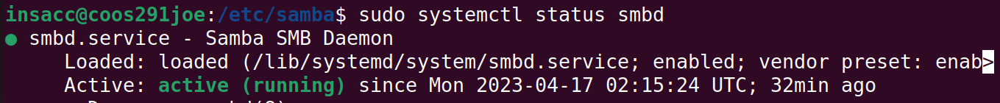 insacc@coos291joe:/etc/samba$ sudo systemctl status smbd
● smbd.service - Samba SMB Daemon
Loaded: loaded (/lib/systemd/system/smbd.service; enabled; vendor preset: enab>
Active: active (running) since Mon 2023-04-17 02:15:24 UTC; 32min ago